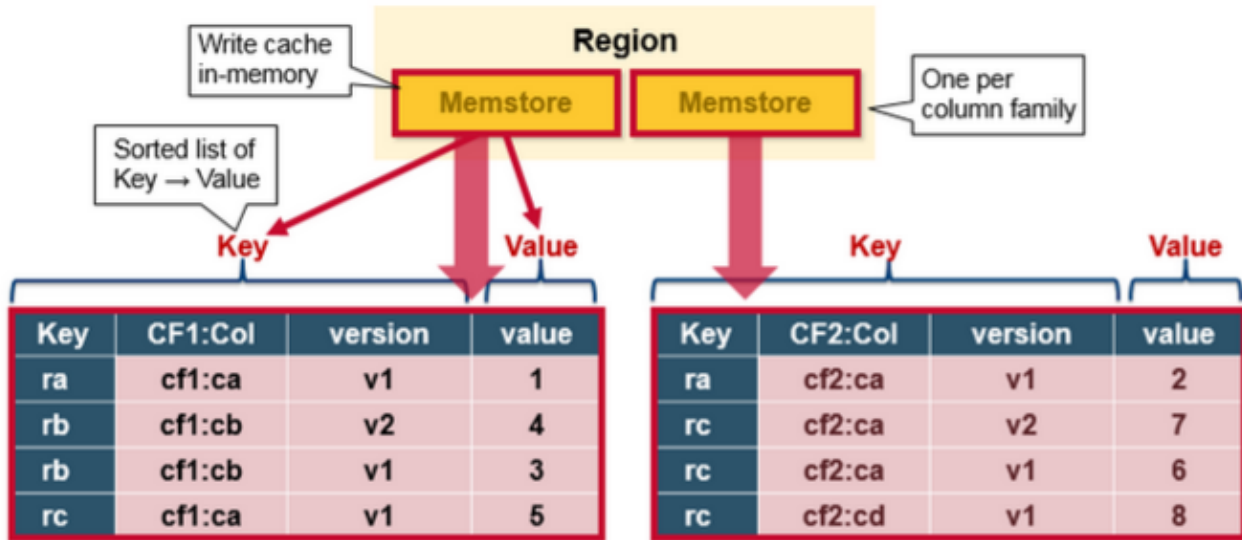 Region
Write cache
in-memory
Memstore
Memstore
One per
column family
Sorted list of
Key → Value
Key
Value
Key
Value
Key CF1:Col version value
ra cf1:ca v1 1
rb cf1:cb v2 4
rb cf1:cb v1 3
rc cf1:ca v1 5
Key CF2:Col version value
ra cf2:ca v1 2
rc cf2:ca v2 7
rc cf2:ca v1 6
rc cf2:cd v1 8